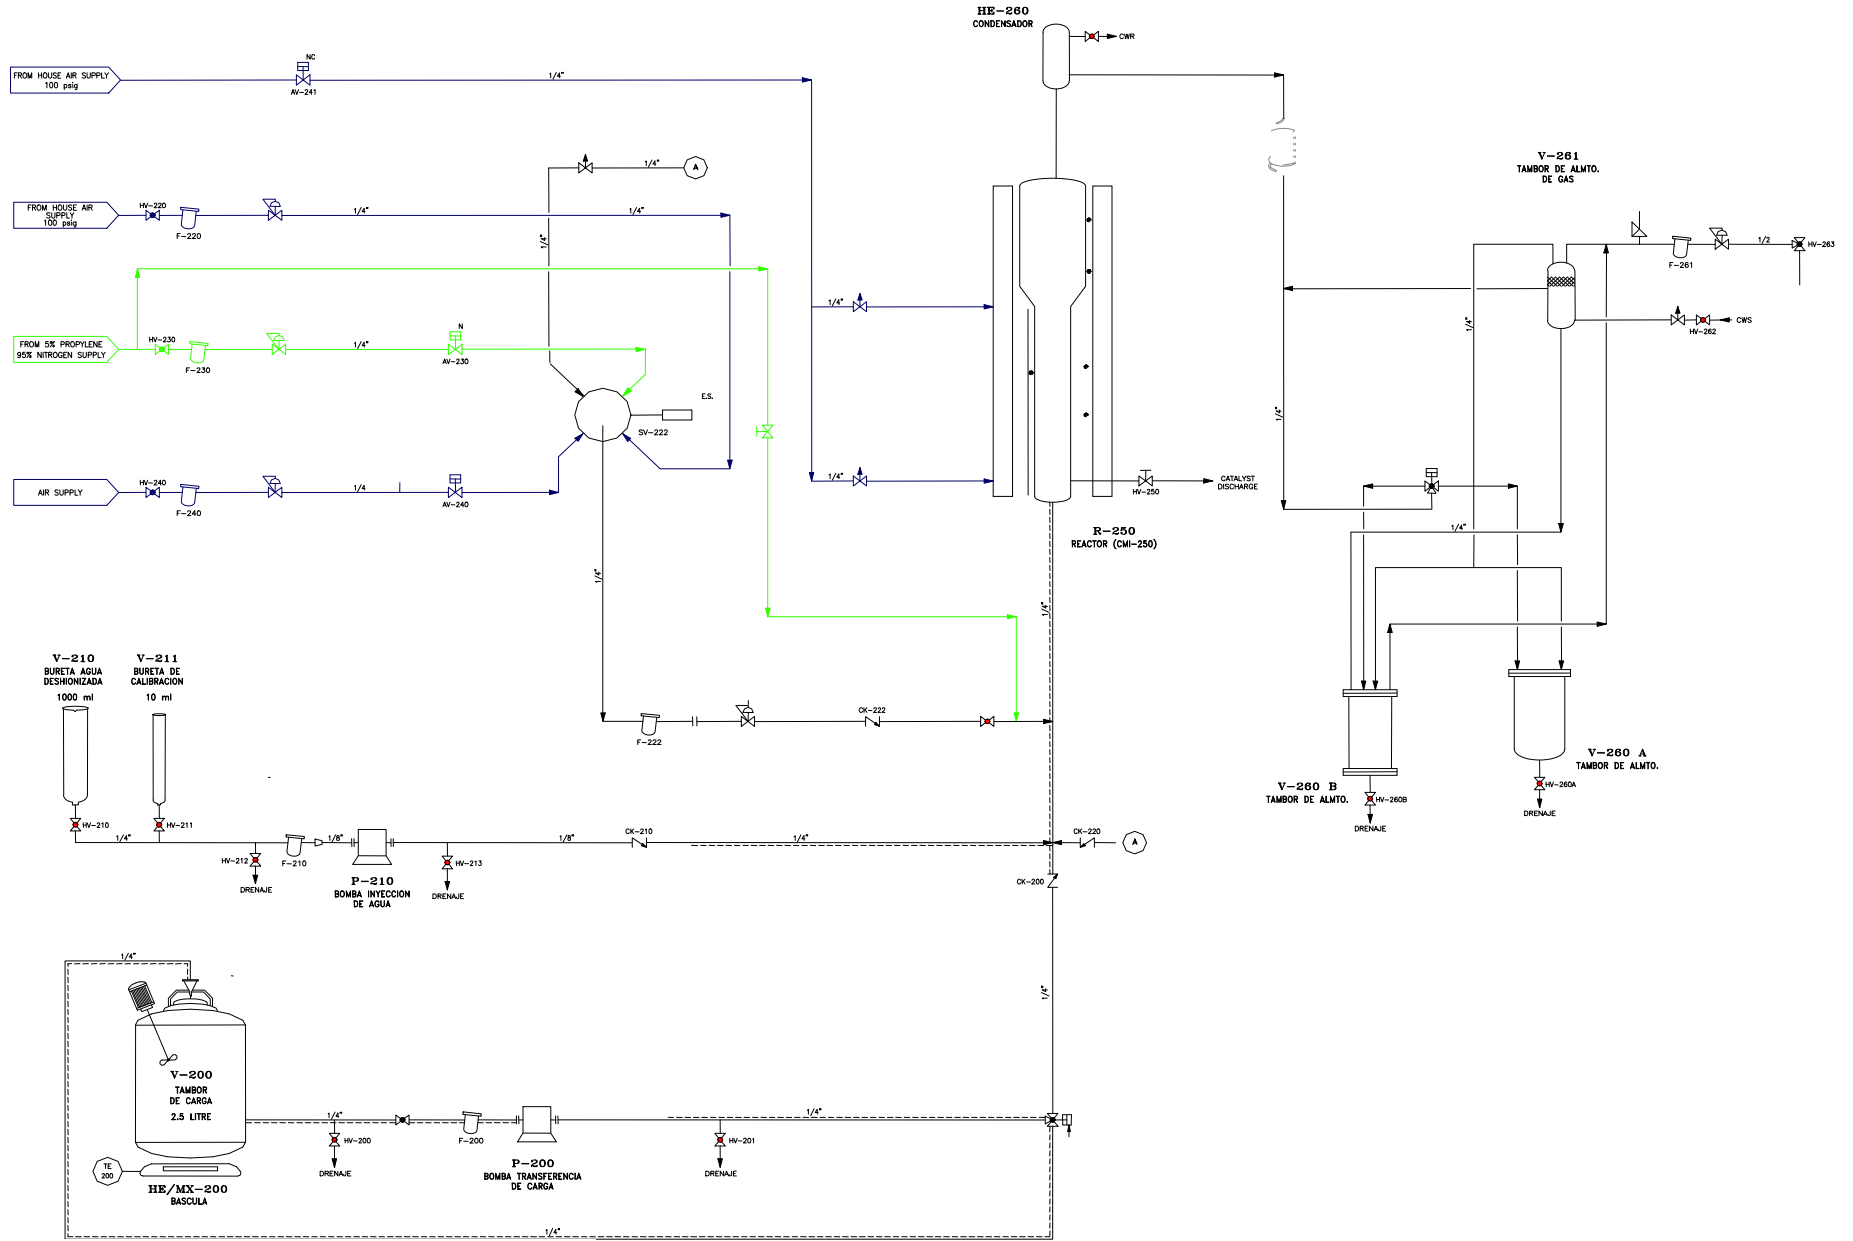 HE-260
CONDENSADOR
CWR
FROM HOUSE AIR SUPPLY
100 psig
NC
AV-241
1/4"
1/4"
A
V-261
TAMBOR DE ALMTO.
DE GAS
FROM HOUSE AIR
SUPPLY
100 psig
HV-220
F-220
1/4"
1/4"
1/4"
1/2
HV-263
F-261
1/4"
HV-262
CWS
1/4"
FROM 5% PROPYLENE
95% NITROGEN SUPPLY
HV-230
F-230
1/4"
N
AV-230
E.S.
SV-222
1/4"
AIR SUPPLY
HV-240
F-240
1/4
AV-240
1/4"
HV-250
CATALYST
DISCHARGE
R-250
REACTOR (CMI-250)
1/4"
1/4"
1/4"
V-210
BURETA AGUA
DESHIONIZADA
1000 ml
V-211
BURETA DE
CALIBRACION
10 ml
F-222
CK-222
V-260 A
TAMBOR DE ALMTO.
HV-260A
DRENAJE
V-260 B
TAMBOR DE ALMTO.
HV-260B
DRENAJE
HV-210
HV-211
1/4"
HV-212
DRENAJE
F-210
1/8"
P-210
BOMBA INYECCION
DE AGUA
HV-213
DRENAJE
1/8"
CK-210
1/4"
CK-220
A
CK-200
1/4"
1/4"
V-200
TAMBOR
DE CARGA
2.5 LITRE
TE
200
HE/MX-200
BASCULA
1/4"
HV-200
DRENAJE
F-200
P-200
BOMBA TRANSFERENCIA
DE CARGA
HV-201
DRENAJE
1/4"
1/4"